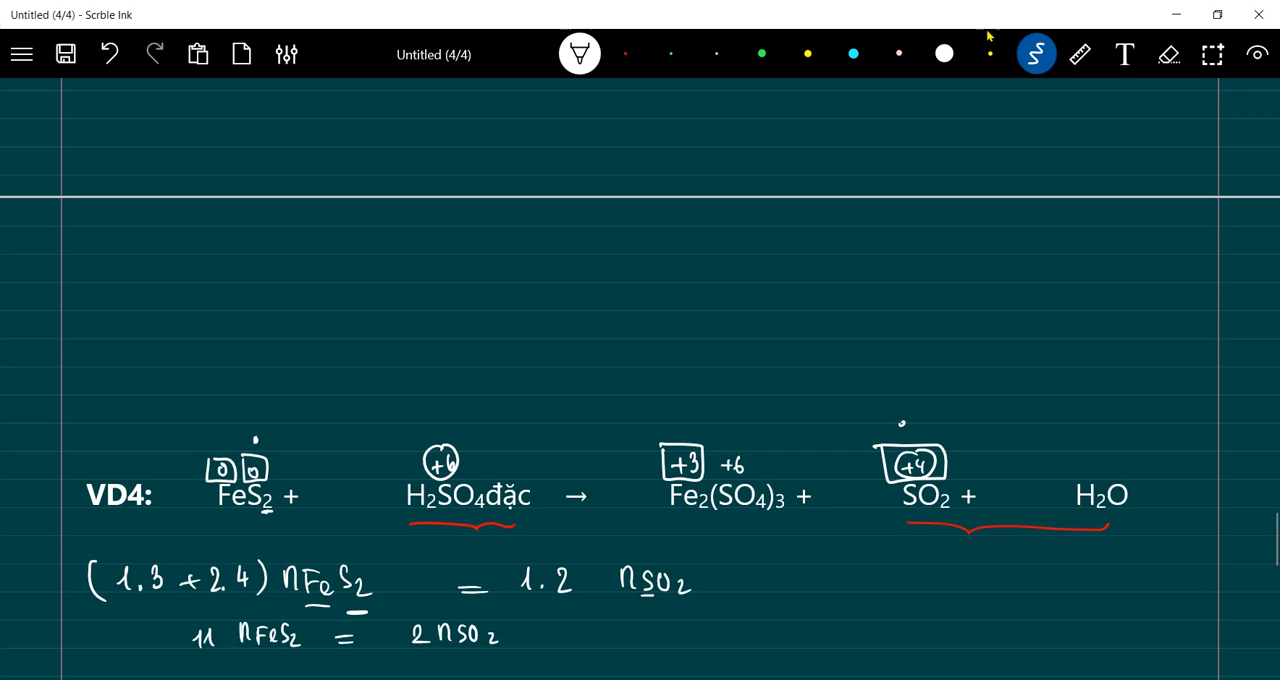 Untitled (4/4) - Scrble Ink
Untitled (4/4)
T
0 0 +6 +3 +6 +4
VD4: FeS₂ + H₂SO₄đặc → Fe₂(SO₄)₃ + SO₂ + H₂O
(1.3 + 2.4) nFeS₂ = 1.2 nSO₂
11 nFeS₂ = 2 nSO₂